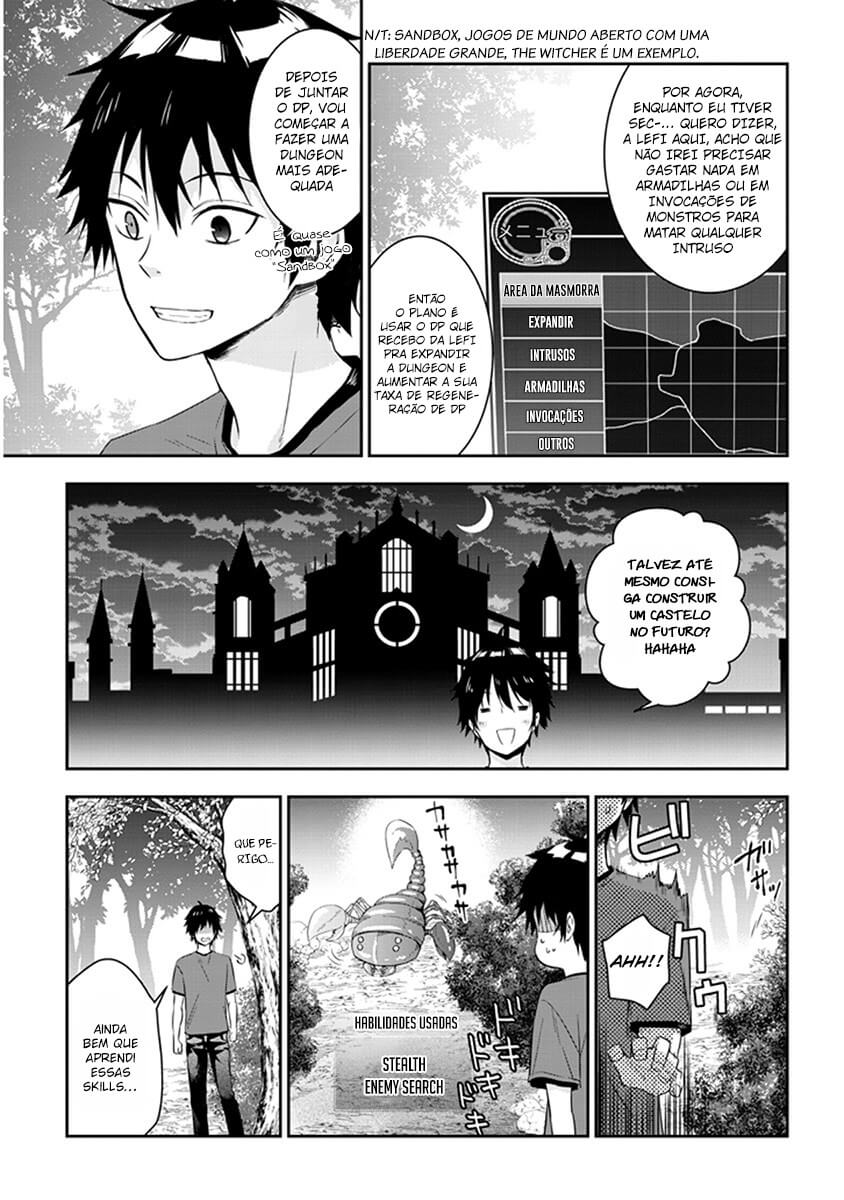 N/T: SANDBOX, JOGOS DE MUNDO ABERTO COM UMA
LIBERDADE GRANDE, THE WITCHER É UM EXEMPLO.
POR AGORA,
ENQUANTO EU TIVER
SEC-... QUERO DIZER,
A LEFI AQUI, ACHO QUE
NÃO IREI PRECISAR
GASTAR NADA EM
ARMADILHAS OU EM
INVOCAÇÕES DE
MONSTROS PARA
MATAR QUALQUER
INTRUSO
メニュー
ÁREA DA MASMORRA
EXPANDIR
INTRUSOS
ARMADILHAS
INVOCAÇÕES
OUTROS
ENTÃO
O PLANO É
USAR O DP QUE
RECEBO DA LEFI
PRA EXPANDIR
A DUNGEON E
AUMENTAR A SUA
TAXA DE REGENE-
RAÇÃO DE DP
DEPOIS
DE JUNTAR
O DP, VOU
COMEÇAR A
FAZER UMA
DUNGEON
MAIS ADE-
QUADA
É Quase
como um jogo
"Sandbox"
TALVEZ ATÉ
MESMO CONSI-
GA CONSTRUIR
UM CASTELO
NO FUTURO?
HAHAHA
ガサッ
ビクッ
AHH!!
カサカサカサ
HABILIDADES USADAS
STEALTH
ENEMY SEARCH
ドキドキ
QUE PE-
RIGO...
AINDA
BEM QUE
APRENDI
ESSAS
SKILLS...